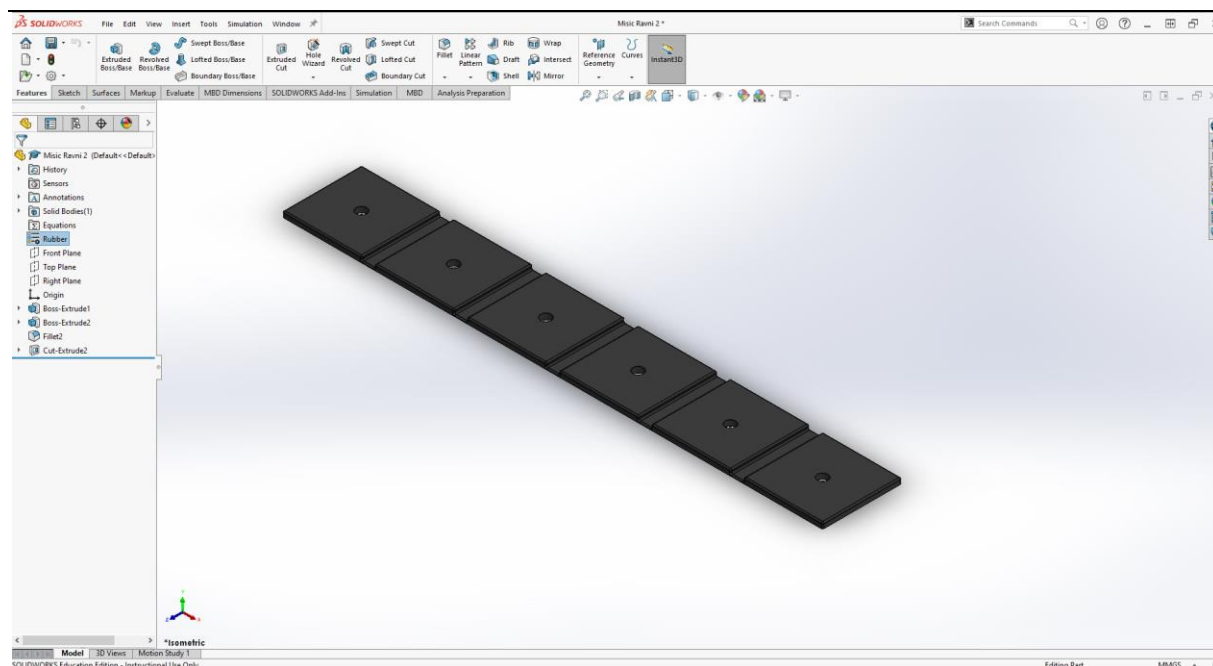 SOLIDWORKS File Edit View Insert Tools Simulation Window Misic Ravni 2 * Search Commands
Extruded Boss/Base Revolved Boss/Base Swept Boss/Base Lofted Boss/Base Boundary Boss/Base Extruded Cut Hole Wizard Revolved Cut Swept Cut Lofted Cut Boundary Cut Fillet Linear Pattern Rib Draft Shell Wrap Intersect Mirror Reference Geometry Curves Instant3D
Features Sketch Surfaces Markup Evaluate MBD Dimensions SOLIDWORKS Add-Ins Simulation MBD Analysis Preparation
Misic Ravni 2 (Default<<Default>
History
Sensors
Annotations
Solid Bodies(1)
Equations
Rubber
Front Plane
Top Plane
Right Plane
Origin
Boss-Extrude1
Boss-Extrude2
Fillet2
Cut-Extrude2
*Isometric
Model 3D Views Motion Study 1
SOLIDWORKS Education Edition - Instructional Use Only Editing Part MMGS